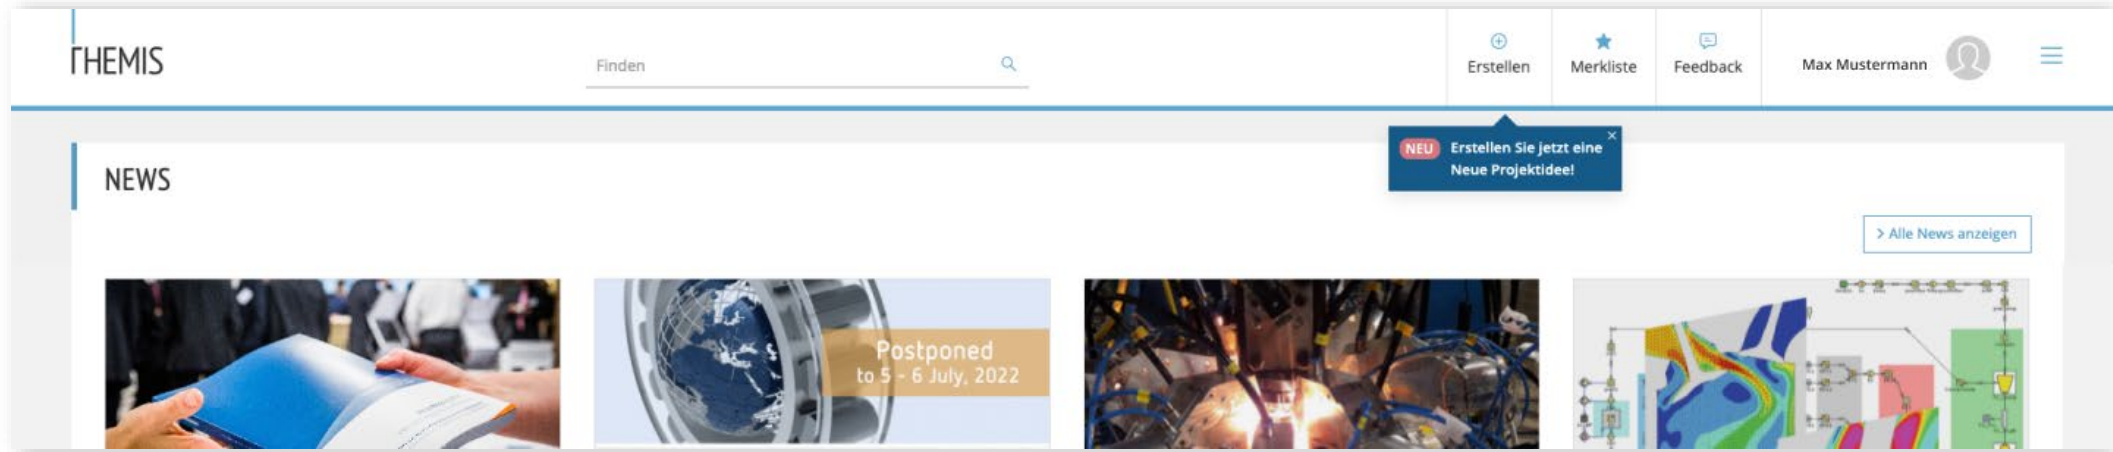 THEMIS
Finden
Erstellen
Merkliste
Feedback
Max Mustermann
NEU Erstellen Sie jetzt eine
Neue Projektidee!
NEWS
> Alle News anzeigen
Postponed
to 5 - 6 July, 2022